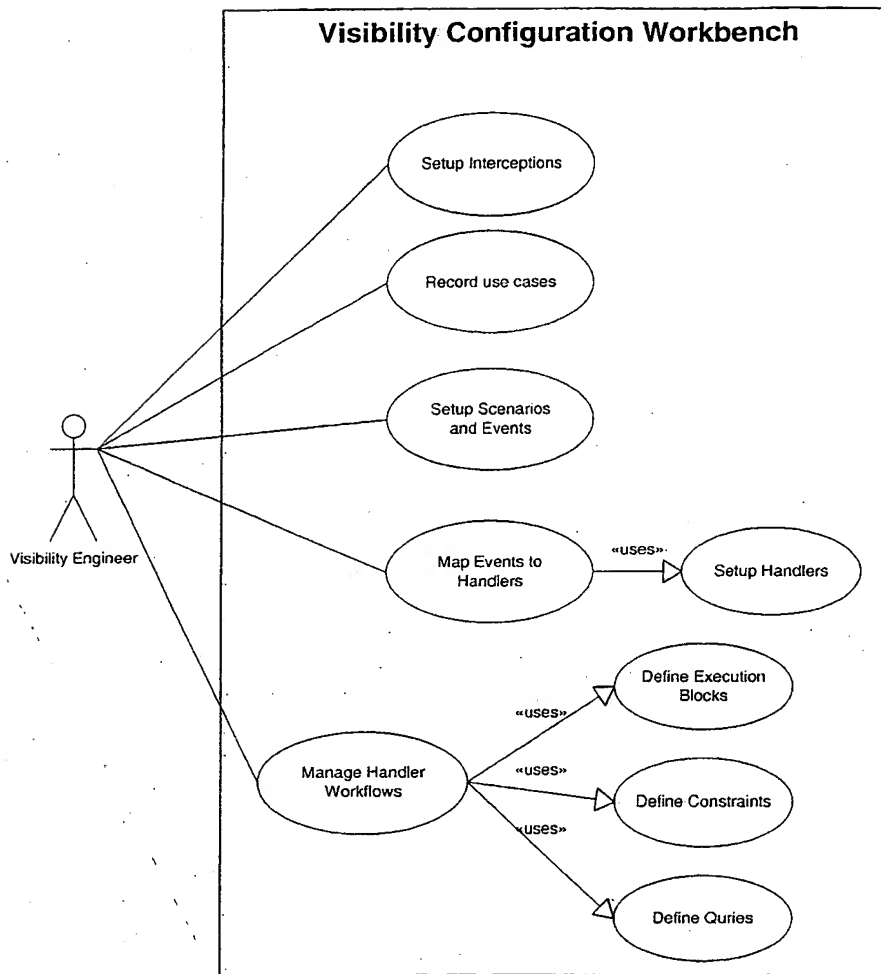 Visibility Configuration Workbench
Setup Interceptions
Record use cases
Setup Scenarios
and Events
Visibility Engineer
Map Events to
Handlers
«uses»
Setup Handlers
Define Execution
Blocks
«uses»
Manage Handler
Workflows
«uses»
Define Constraints
«uses»
Define Quries